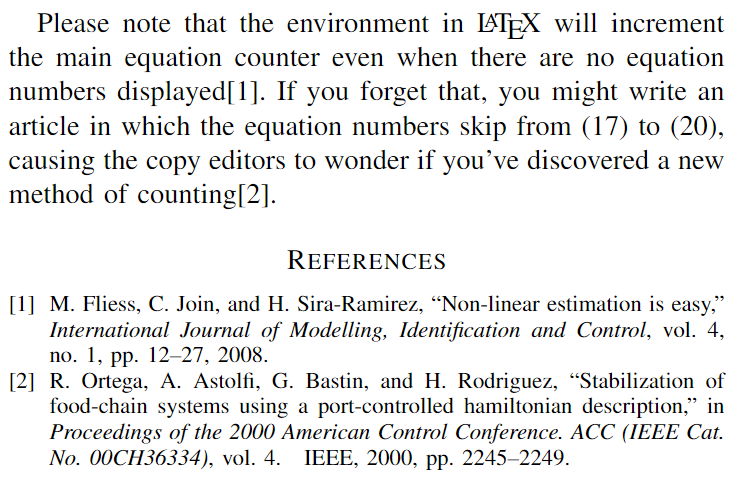 Please note that the environment in LATEX will increment
the main equation counter even when there are no equation
numbers displayed[1]. If you forget that, you might write an
article in which the equation numbers skip from (17) to (20),
causing the copy editors to wonder if you’ve discovered a new
method of counting[2].
REFERENCES
[1] M. Fliess, C. Join, and H. Sira-Ramirez, “Non-linear estimation is easy,”
International Journal of Modelling, Identification and Control, vol. 4,
no. 1, pp. 12–27, 2008.
[2] R. Ortega, A. Astolfi, G. Bastin, and H. Rodriguez, “Stabilization of
food-chain systems using a port-controlled hamiltonian description,” in
Proceedings of the 2000 American Control Conference. ACC (IEEE Cat.
No. 00CH36334), vol. 4. IEEE, 2000, pp. 2245–2249.